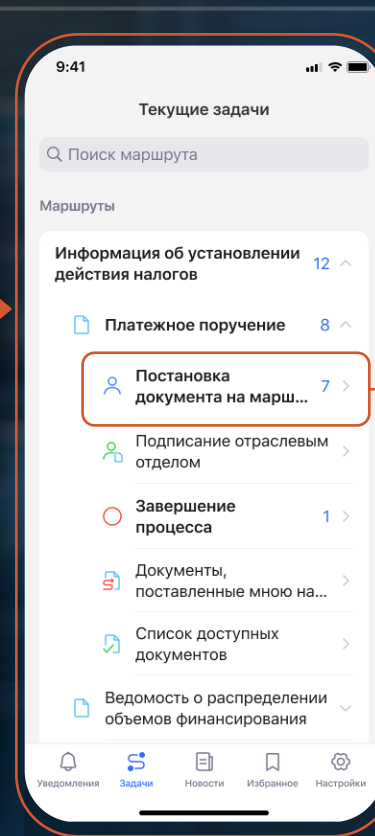 9:41
Текущие задачи
Поиск маршрута
Маршруты
Информация об установлении
действия налогов
12
Платежное поручение
8
Постановка
документа на марш...
7
Подписание отраслевым
отделом
Завершение
процесса
1
Документы,
поставленные мною на...
Список доступных
документов
Ведомость о распределении
объемов финансирования
Уведомления Задачи Новости Избранное Настройки